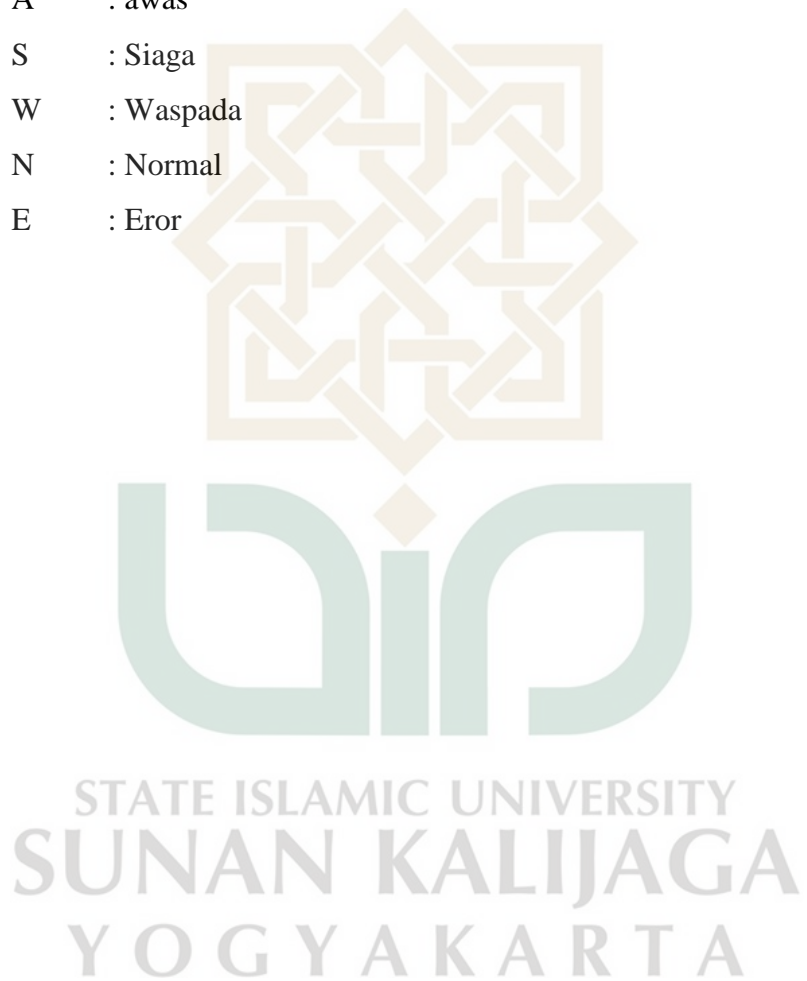 A : awas
S : Siaga
W : Waspada
N : Normal
E : Eror
STATE ISLAMIC UNIVERSITY
SUNAN KALIJAGA
YOGYAKARTA